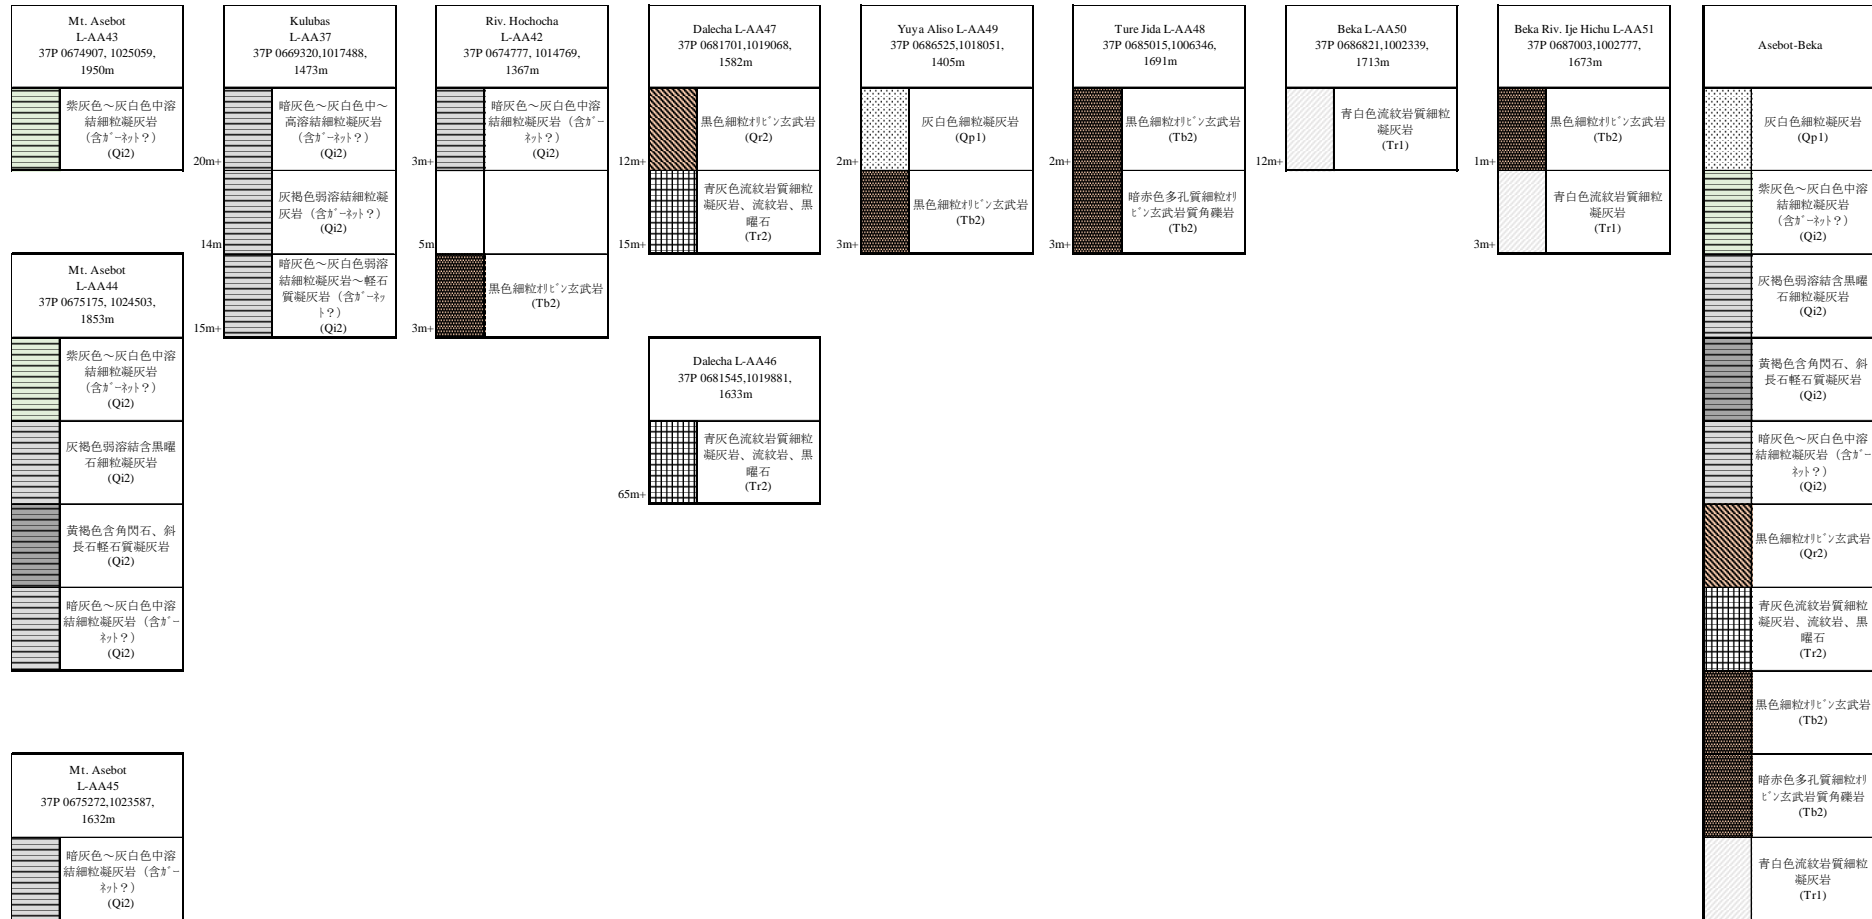 Mt. Asebot
L-AA43
37P 0674907, 1025059,
1950m
紫灰色～灰白色中溶
結細粒凝灰岩
（含ｶﾞｰﾈｯﾄ？）
(Qi2)
Mt. Asebot
L-AA44
37P 0675175, 1024503,
1853m
紫灰色～灰白色中溶
結細粒凝灰岩
（含ｶﾞｰﾈｯﾄ？）
(Qi2)
灰褐色弱溶結含黒曜
石細粒凝灰岩
(Qi2)
黄褐色含角閃石、斜
長石軽石質凝灰岩
(Qi2)
暗灰色～灰白色中溶
結細粒凝灰岩（含ｶﾞｰ
ﾈｯﾄ？）
(Qi2)
Mt. Asebot
L-AA45
37P 0675272,1023587,
1632m
暗灰色～灰白色中溶
結細粒凝灰岩（含ｶﾞｰ
ﾈｯﾄ？）
(Qi2)
Kulubas
L-AA37
37P 0669320,1017488,
1473m
暗灰色～灰白色中～
高溶結細粒凝灰岩
（含ｶﾞｰﾈｯﾄ？）
(Qi2)
20m+
灰褐色弱溶結細粒凝
灰岩（含ｶﾞｰﾈｯﾄ？）
(Qi2)
14m
暗灰色～灰白色弱溶
結細粒凝灰岩～軽石
質凝灰岩（含ｶﾞｰﾈｯ
ﾄ？）
(Qi2)
15m+
Riv. Hochocha
L-AA42
37P 0674777, 1014769,
1367m
暗灰色～灰白色中溶
結細粒凝灰岩（含ｶﾞｰ
ﾈｯﾄ？）
(Qi2)
3m+
5m
黒色細粒ｵﾘﾋﾞﾝ玄武岩
(Tb2)
3m+
Dalecha L-AA47
37P 0681701,1019068,
1582m
黒色細粒ｵﾘﾋﾞﾝ玄武岩
(Qr2)
12m+
青灰色流紋岩質細粒
凝灰岩、流紋岩、黒
曜石
(Tr2)
15m+
Dalecha L-AA46
37P 0681545,1019881,
1633m
青灰色流紋岩質細粒
凝灰岩、流紋岩、黒
曜石
(Tr2)
65m+
Yuya Aliso L-AA49
37P 0686525,1018051,
1405m
灰白色細粒凝灰岩
(Qp1)
2m+
黒色細粒ｵﾘﾋﾞﾝ玄武岩
(Tb2)
3m+
Ture Jida L-AA48
37P 0685015,1006346,
1691m
黒色細粒ｵﾘﾋﾞﾝ玄武岩
(Tb2)
2m+
暗赤色多孔質細粒ｵﾘ
ﾋﾞﾝ玄武岩質角礫岩
(Tb2)
3m+
Beka L-AA50
37P 0686821,1002339,
1713m
青白色流紋岩質細粒
凝灰岩
(Tr1)
12m+
Beka Riv. Ije Hichu L-AA51
37P 0687003,1002777,
1673m
黒色細粒ｵﾘﾋﾞﾝ玄武岩
(Tb2)
1m+
青白色流紋岩質細粒
凝灰岩
(Tr1)
3m+
Asebot-Beka
灰白色細粒凝灰岩
(Qp1)
紫灰色～灰白色中溶
結細粒凝灰岩
（含ｶﾞｰﾈｯﾄ？）
(Qi2)
灰褐色弱溶結含黒曜
石細粒凝灰岩
(Qi2)
黄褐色含角閃石、斜
長石軽石質凝灰岩
(Qi2)
暗灰色～灰白色中溶
結細粒凝灰岩（含ｶﾞｰ
ﾈｯﾄ？）
(Qi2)
黒色細粒ｵﾘﾋﾞﾝ玄武岩
(Qr2)
青灰色流紋岩質細粒
凝灰岩、流紋岩、黒
曜石
(Tr2)
黒色細粒ｵﾘﾋﾞﾝ玄武岩
(Tb2)
暗赤色多孔質細粒ｵﾘ
ﾋﾞﾝ玄武岩質角礫岩
(Tb2)
青白色流紋岩質細粒
凝灰岩
(Tr1)